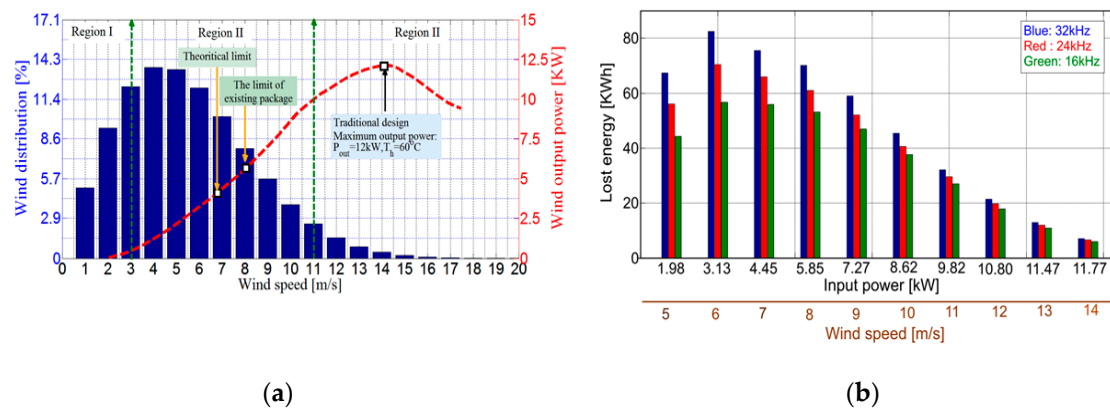 17.1
14.3
11.4
8.6
5.7
2.9
0
Wind distribution [%]
Region I
Region II
Region II
Theoritical limit
The limit of
existing package
Traditional design
Maximum output power:
Pout=12kW,Th=60°C
15
12.5
10
7.5
5
2.5
0
Wind output power [KW]
0 1 2 3 4 5 6 7 8 9 10 11 12 13 14 15 16 17 18 19 20
Wind speed [m/s]
(a)
Lost energy [KWh]
80
60
40
20
0
Blue: 32kHz
Red : 24kHz
Green: 16kHz
1.98 3.13 4.45 5.85 7.27 8.62 9.82 10.80 11.47 11.77
Input power [kW]
5 6 7 8 9 10 11 12 13 14
Wind speed [m/s]
(b)